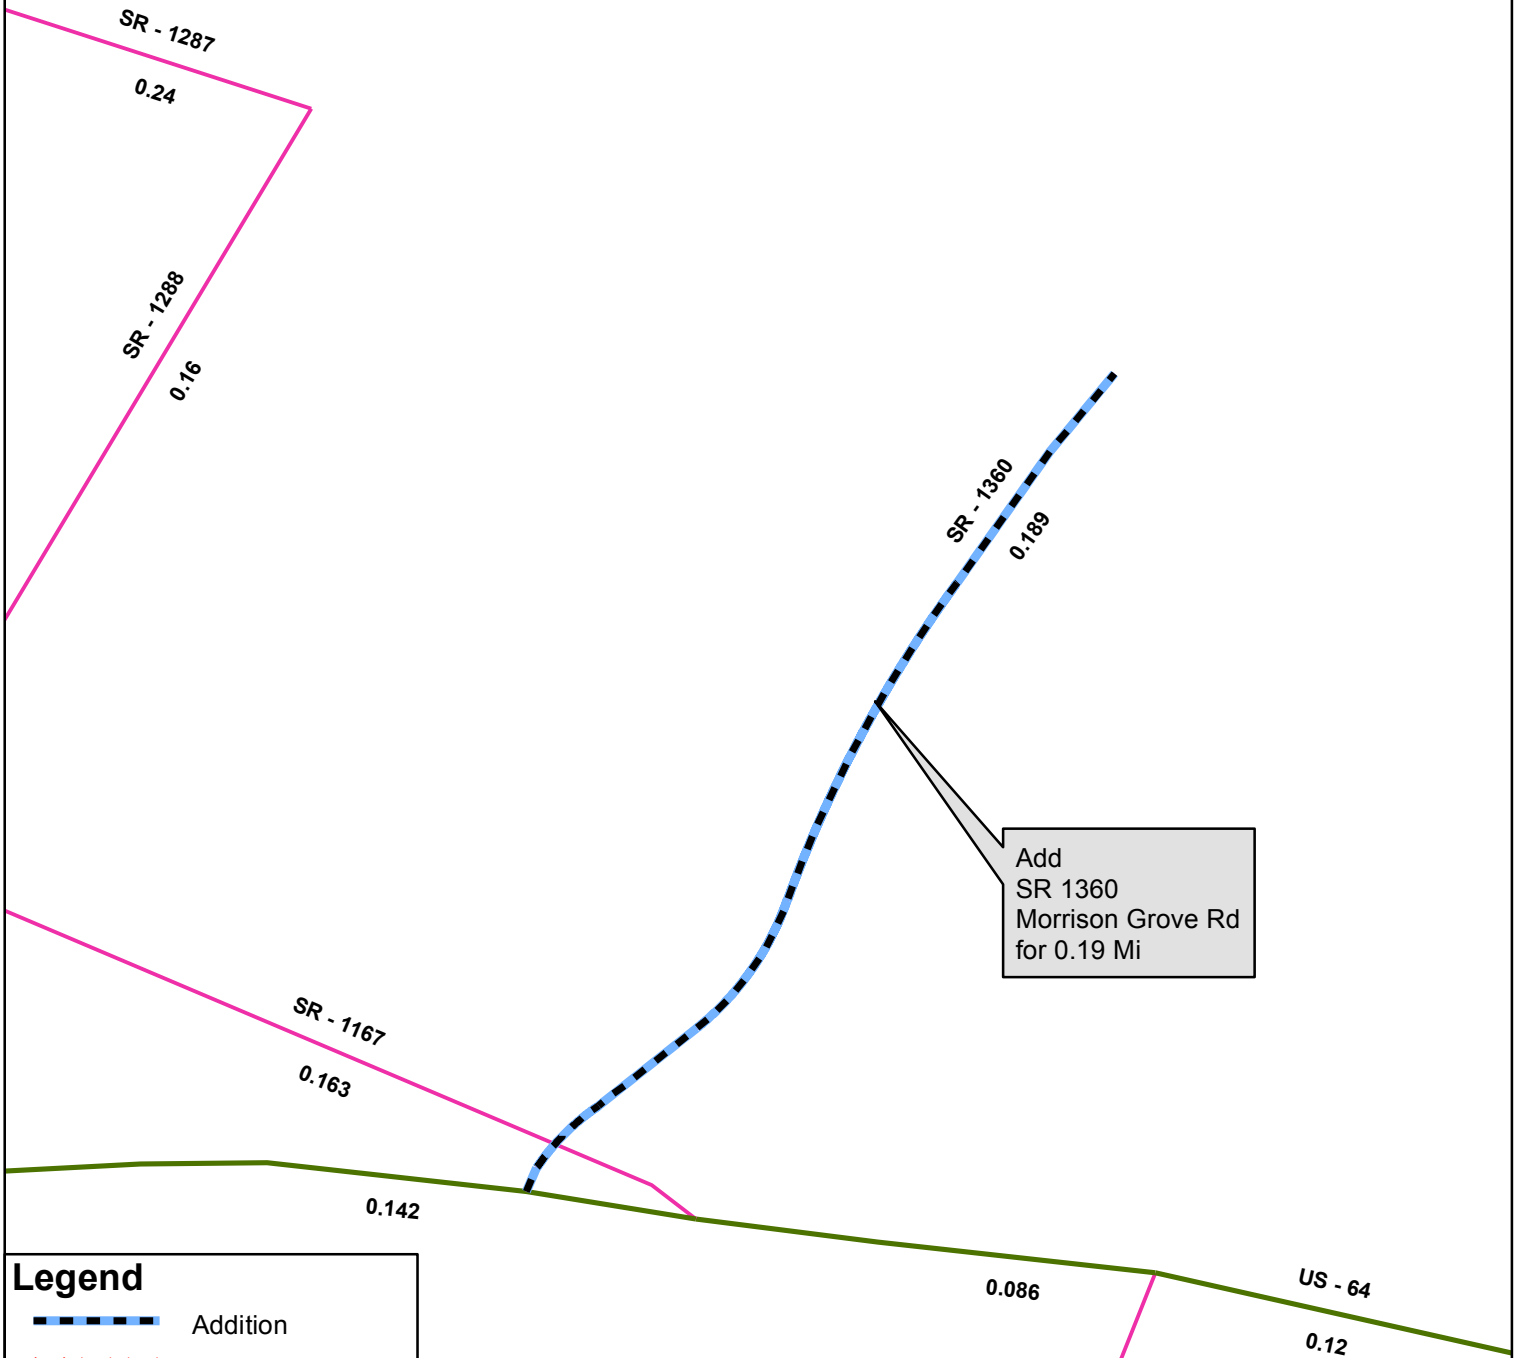 SR - 1287
0.24
SR - 1288
0.16
SR - 1360
0.189
Add
SR 1360
Morrison Grove Rd
for 0.19 Mi
SR - 1167
0.163
0.142
0.086
US - 64
0.12
Legend
Addition